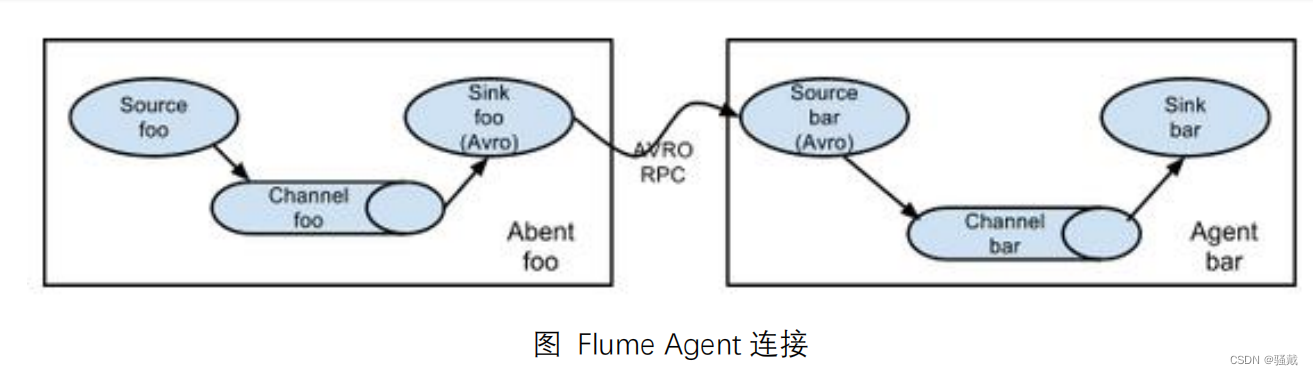 Source
foo
Sink
foo
(Avro)
Channel
foo
Abent
foo
AVRO
RPC
Source
bar
(Avro)
Sink
bar
Channel
bar
Agent
bar
图 Flume Agent 连接
CSDN @骚戴